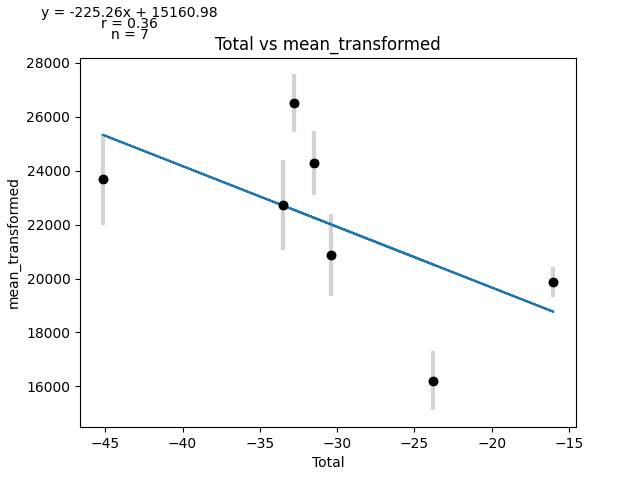 y = -225.26x + 15160.98
r = 0.36
n = 7
Total vs mean_transformed
28000
26000
24000
22000
20000
18000
16000
mean_transformed
−45
−40
−35
−30
−25
−20
−15
Total